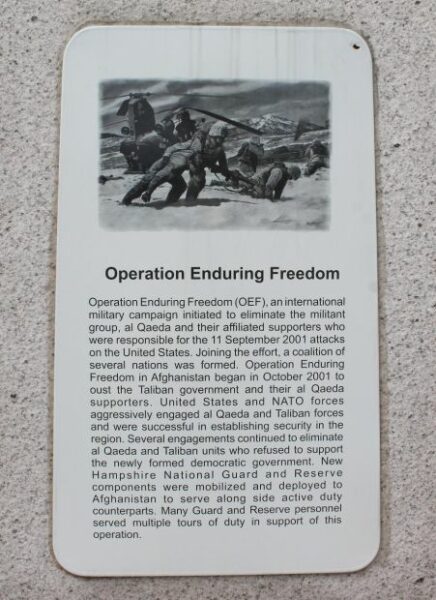 Operation Enduring Freedom
Operation Enduring Freedom (OEF), an international
military campaign initiated to eliminate the militant
group, al Qaeda and their affiliated supporters who
were responsible for the 11 September 2001 attacks
on the United States. Joining the effort, a coalition of
several nations was formed. Operation Enduring
Freedom in Afghanistan began in October 2001 to
oust the Taliban government and their al Qaeda
supporters. United States and NATO forces
aggressively engaged al Qaeda and Taliban forces
and were successful in establishing security in the
region. Several engagements continued to eliminate
al Qaeda and Taliban units who refused to support
the newly formed democratic government. New
Hampshire National Guard and Reserve
components were mobilized and deployed to
Afghanistan to serve along side active duty
counterparts. Many Guard and Reserve personnel
served multiple tours of duty in support of this
operation.